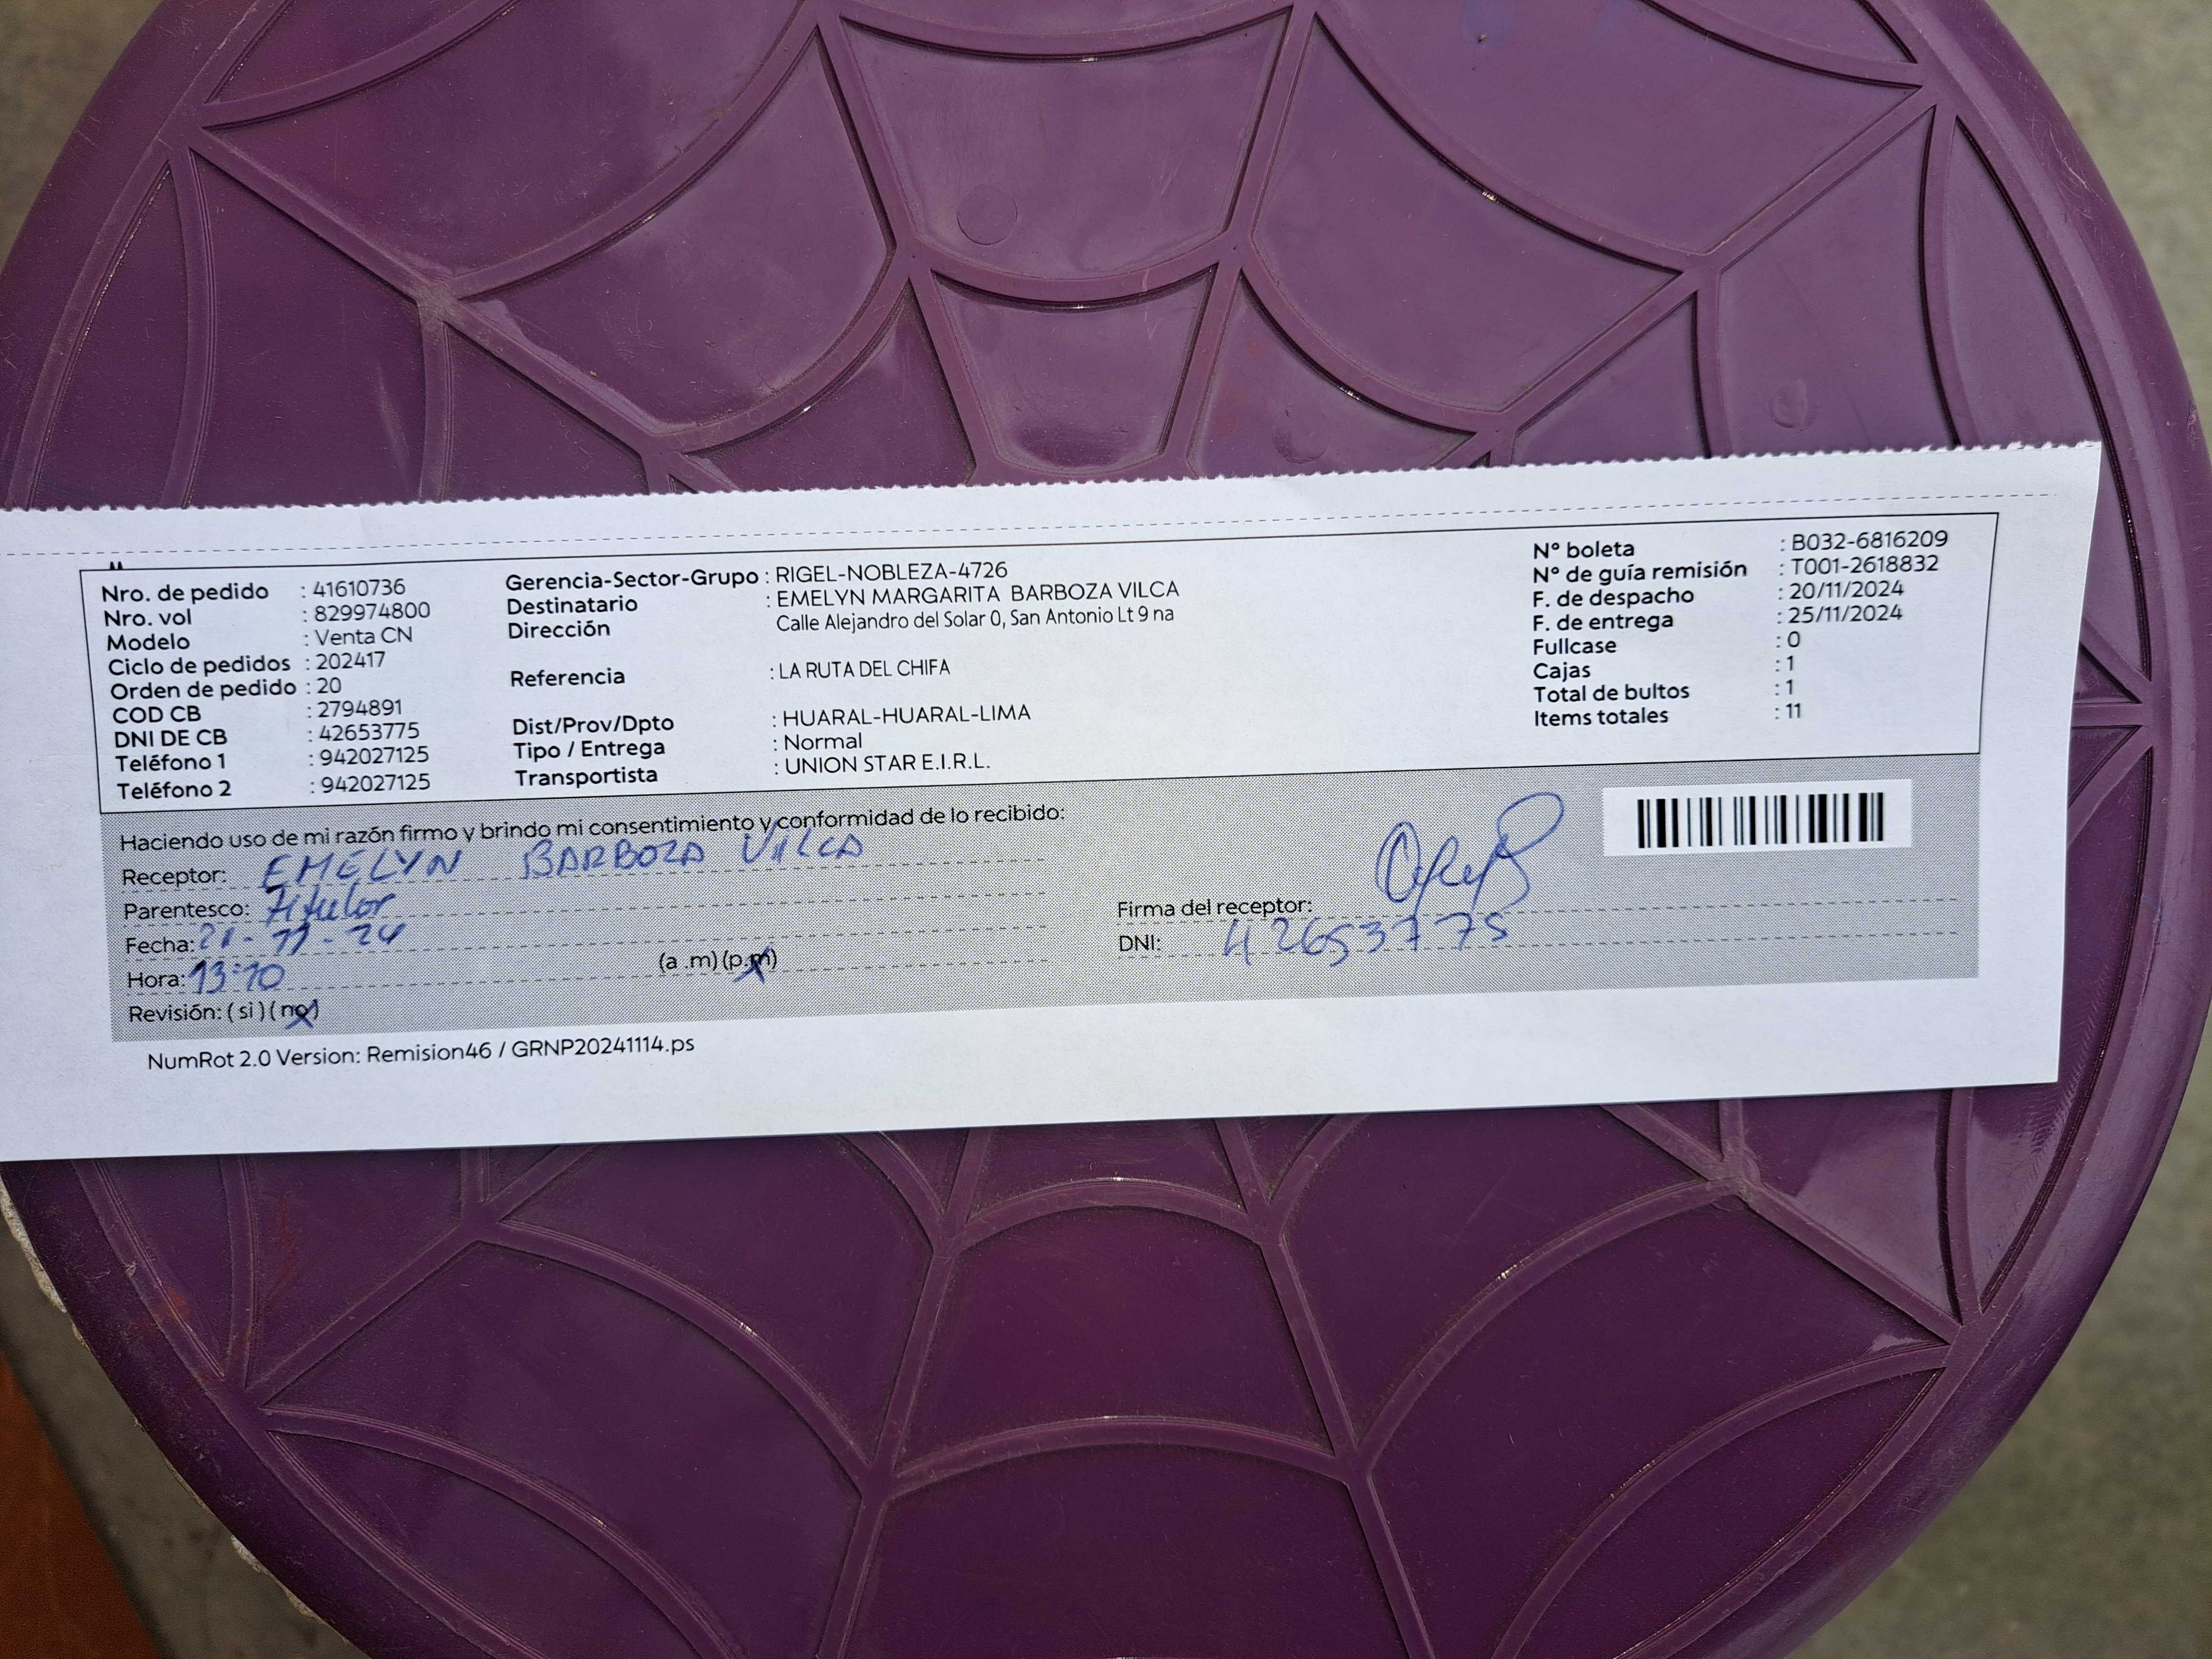 Nro. de pedido : 41610736
Nro. vol : 829974800
Modelo : Venta CN
Ciclo de pedidos : 202417
Orden de pedido : 20
COD CB : 2794891
DNI DE CB : 42653775
Teléfono 1 : 942027125
Teléfono 2 : 942027125
Gerencia-Sector-Grupo : RIGEL-NOBLEZA-4726
Destinatario : EMELYN MARGARITA BARBOZA VILCA
Dirección Calle Alejandro del Solar 0, San Antonio Lt 9 na
Referencia : LA RUTA DEL CHIFA
Dist/Prov/Dpto : HUARAL-HUARAL-LIMA
Tipo / Entrega : Normal
Transportista : UNION STAR E.I.R.L.
N° boleta : B032-6816209
N° de guía remisión : T001-2618832
F. de despacho : 20/11/2024
F. de entrega : 25/11/2024
Fullcase : 0
Cajas : 1
Total de bultos : 1
Items totales : 11
Haciendo uso de mi razón firmo y brindo mi consentimiento y conformidad de lo recibido:
Receptor: EMELYN BARBOZA VILCA
Parentesco: titular
Fecha: 21-11-24
Hora: 13:10 (a .m) (p.m)
Revisión: ( si ) ( no )
Firma del receptor:
DNI: 42653775
NumRot 2.0 Version: Remision46 / GRNP20241114.ps